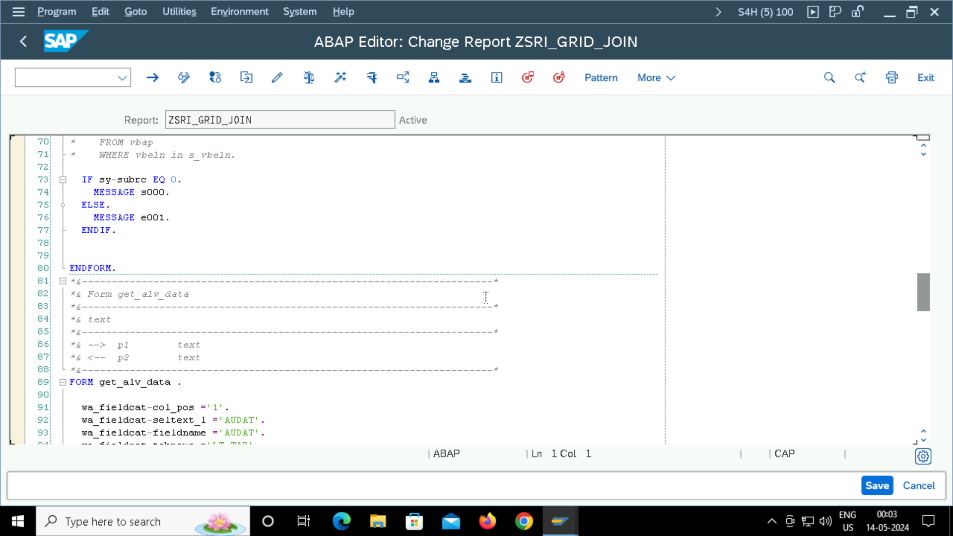 Program Edit Goto Utilities Environment System Help S4H (5) 100
SAP ABAP Editor: Change Report ZSRI_GRID_JOIN
Pattern More Exit
Report: ZSRI_GRID_JOIN Active
70 * FROM vbap
71 * WHERE vbeln in s_vbeln.
72
73 IF sy-subrc EQ 0.
74 MESSAGE s000.
75 ELSE.
76 MESSAGE e001.
77 ENDIF.
78
79
80 ENDFORM.
81 *&---------------------------------------------------------------------*
82 *& Form get_alv_data
83 *&---------------------------------------------------------------------*
84 *& text
85 *&---------------------------------------------------------------------*
86 *& --> p1 text
87 *& <-- p2 text
88 *&---------------------------------------------------------------------*
89 FORM get_alv_data .
90
91 wa_fieldcat-col_pos ='1'.
92 wa_fieldcat-seltext_l ='AUDAT'.
93 wa_fieldcat-fieldname ='AUDAT'.
| ABAP | Ln 1 Col 1 | | CAP |
Save Cancel
Type here to search
ENG
US
00:03
14-05-2024